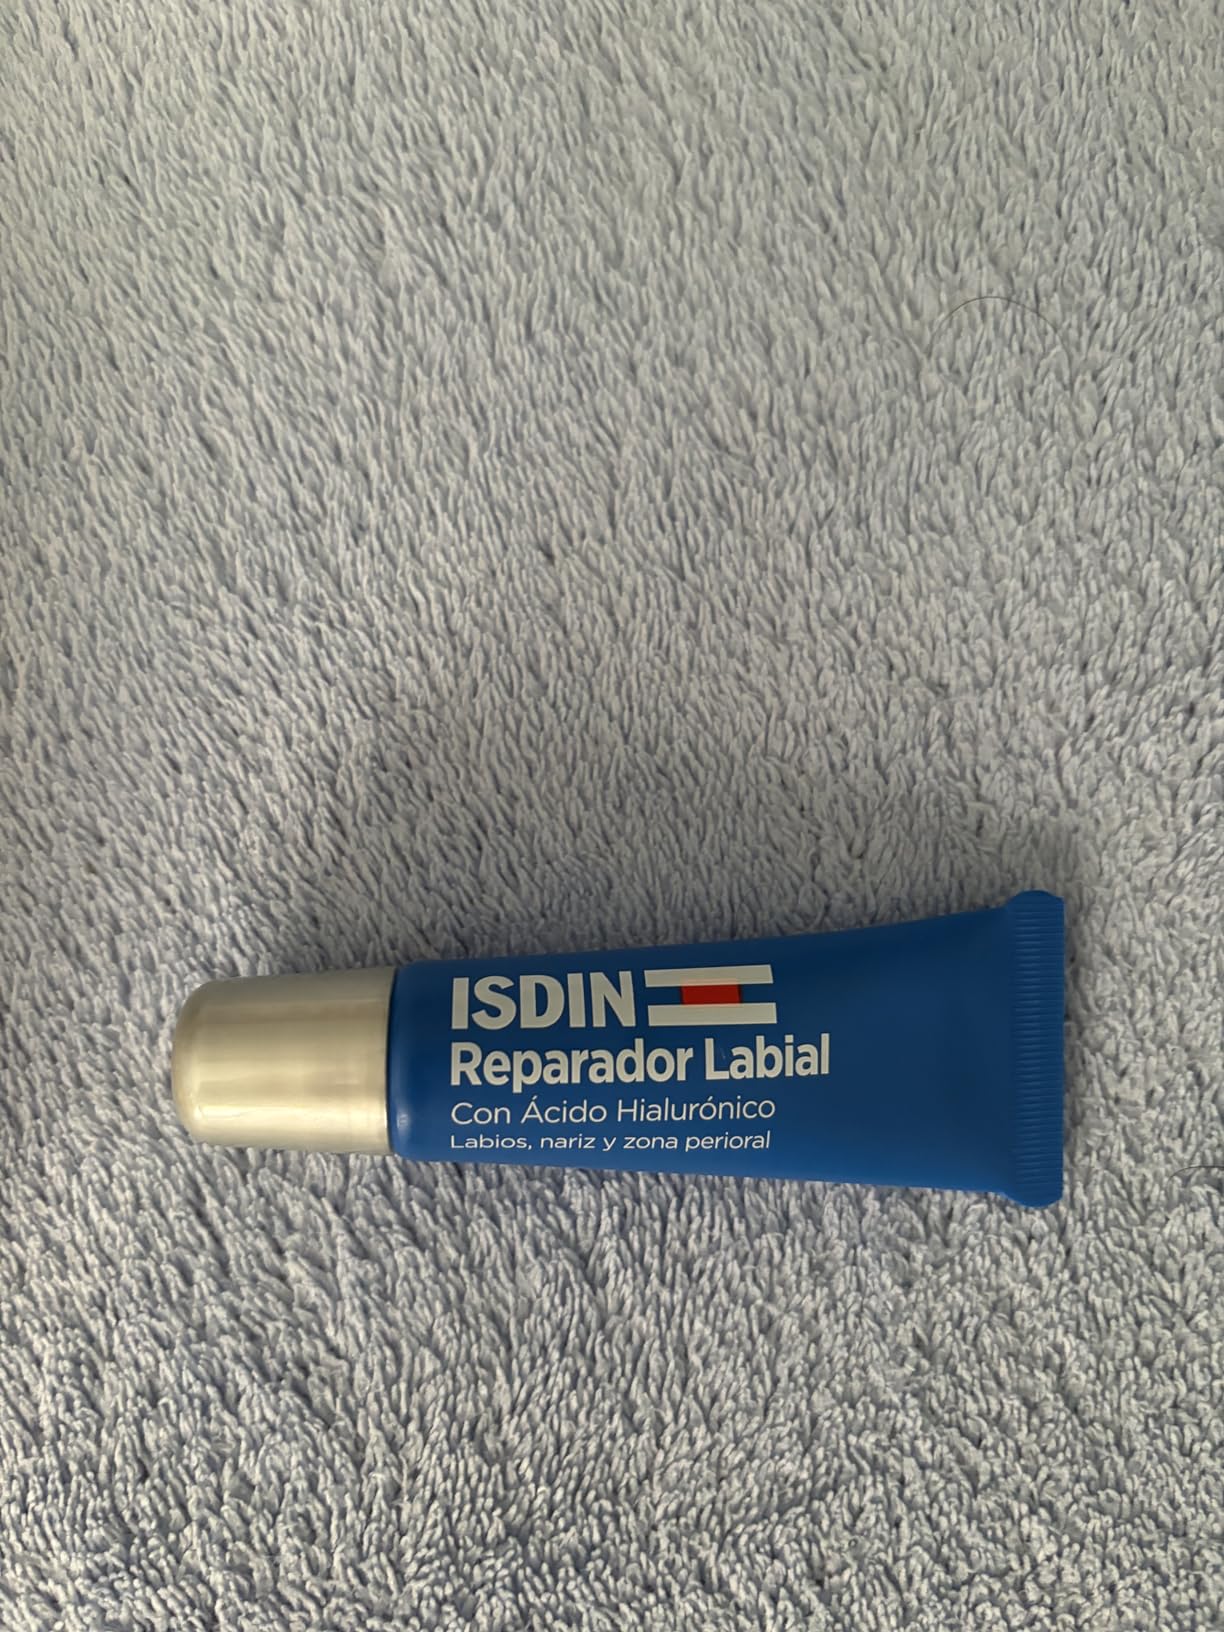 ISDIN
Reparador Labial
Con Ácido Hialurónico
Labios, nariz y zona perioral